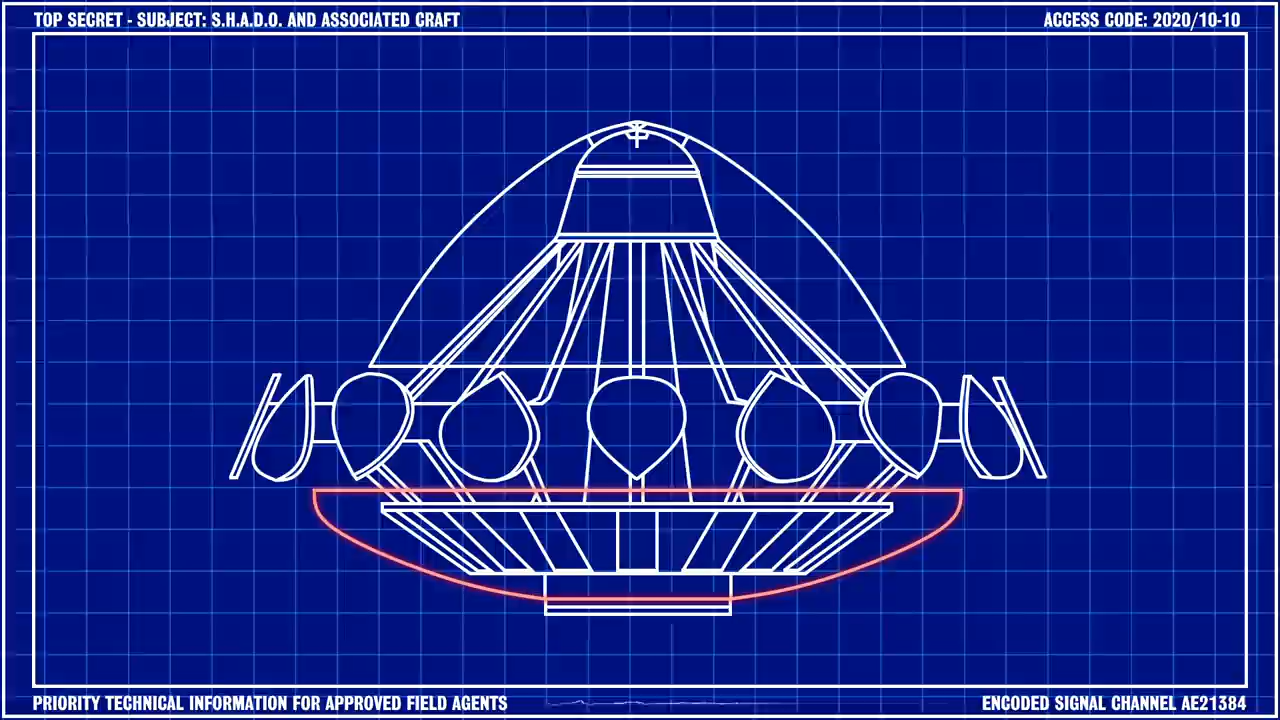 TOP SECRET - SUBJECT: S.H.A.D.O. AND ASSOCIATED CRAFT
ACCESS CODE: 2020/10-10
PRIORITY TECHNICAL INFORMATION FOR APPROVED FIELD AGENTS
ENCODED SIGNAL CHANNEL AE21384